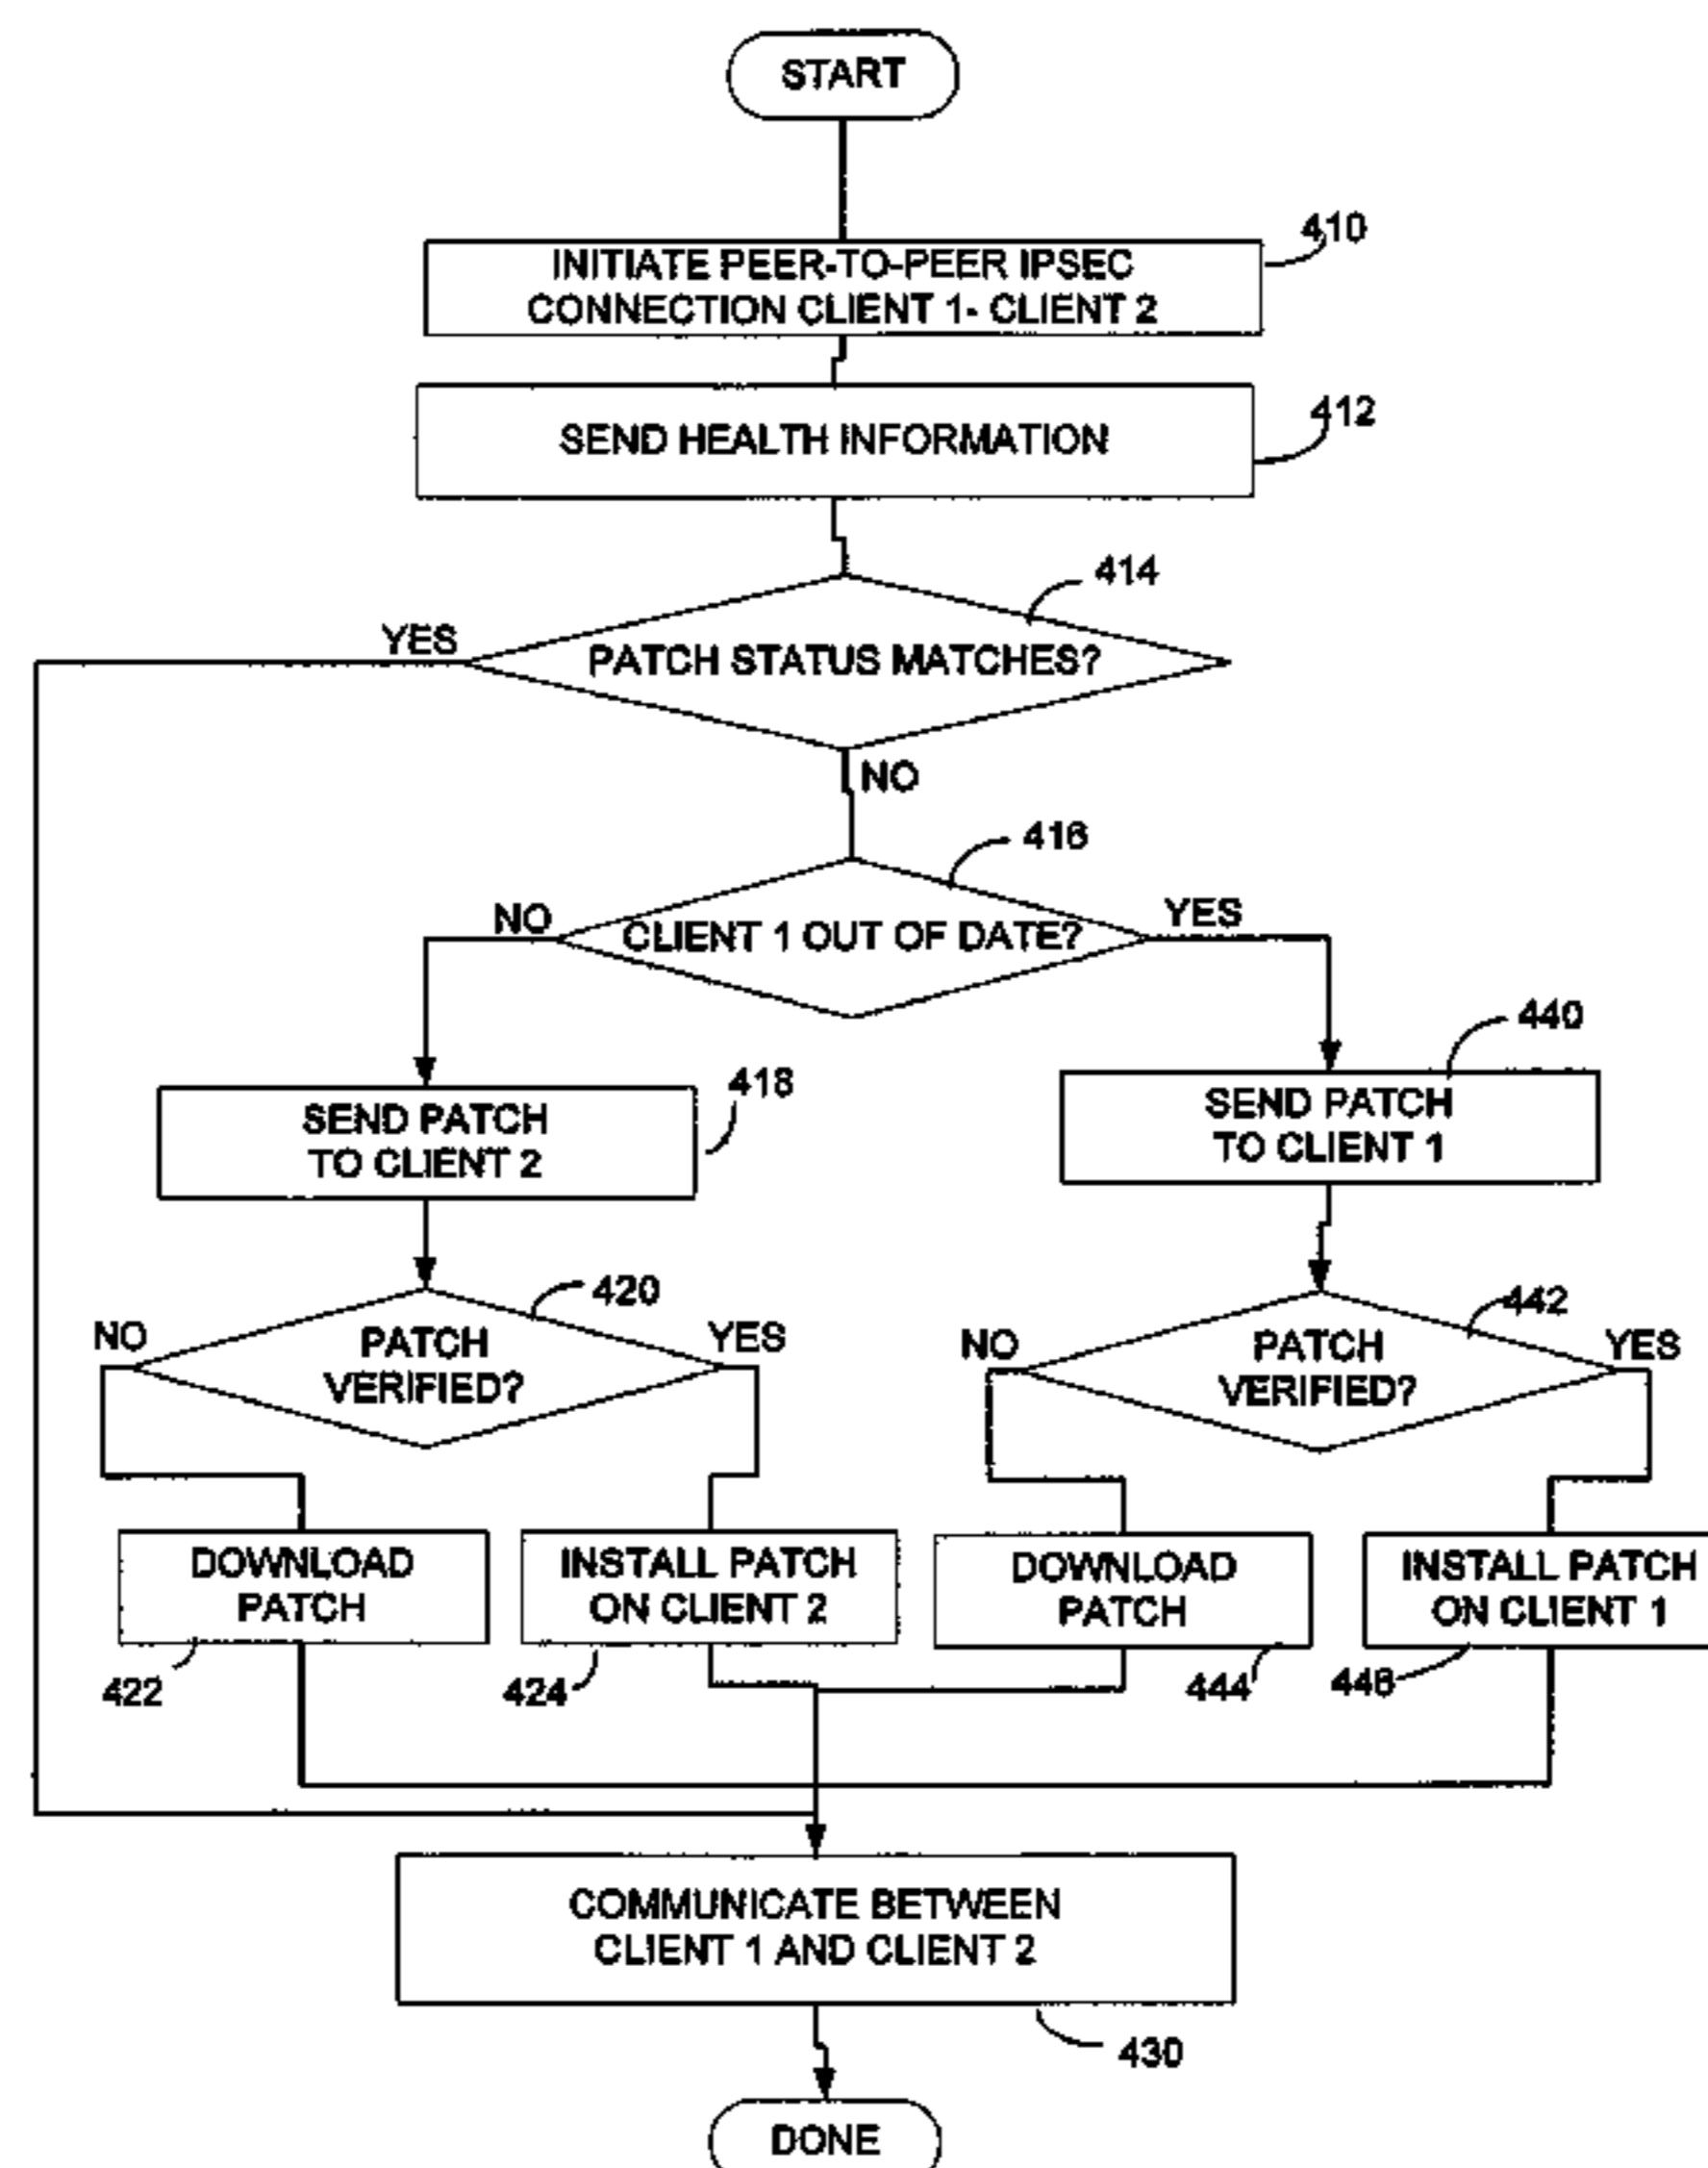 START
INITIATE PEER-TO-PEER IPSEC
CONNECTION CLIENT 1- CLIENT 2
410
SEND HEALTH INFORMATION
412
414
YES
PATCH STATUS MATCHES?
NO
416
NO
CLIENT 1 OUT OF DATE?
YES
440
418
SEND PATCH
TO CLIENT 2
SEND PATCH
TO CLIENT 1
420
442
NO
PATCH
VERIFIED?
YES
NO
PATCH
VERIFIED?
YES
DOWNLOAD
PATCH
INSTALL PATCH
ON CLIENT 2
DOWNLOAD
PATCH
INSTALL PATCH
ON CLIENT 1
422
424
444
446
COMMUNICATE BETWEEN
CLIENT 1 AND CLIENT 2
430
DONE